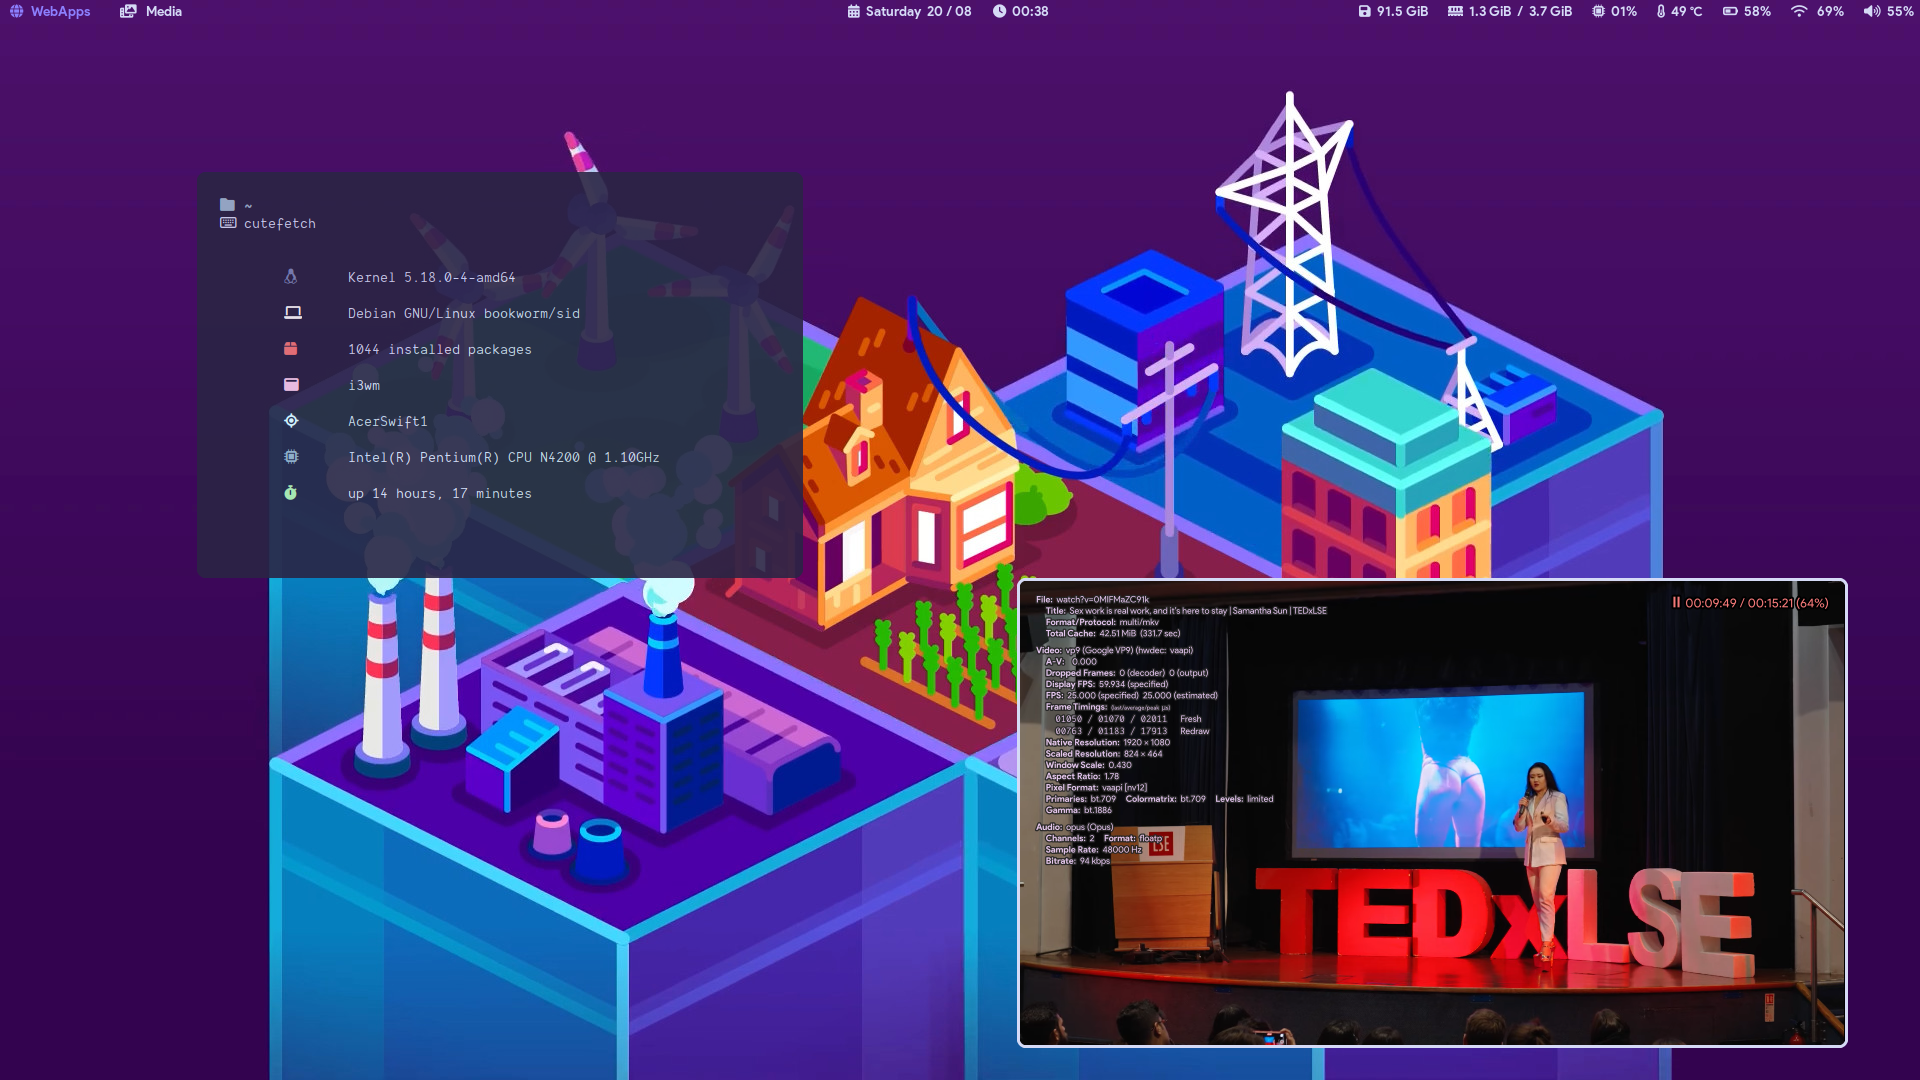 WebApps Media Saturday 20 / 08 00:38 91.5 GiB 1.3 GiB / 3.7 GiB 01% 49 °C 58% 69% 55%
~
cutefetch
Kernel 5.18.0-4-amd64
Debian GNU/Linux bookworm/sid
1044 installed packages
i3wm
AcerSwift1
Intel(R) Pentium(R) CPU N4200 @ 1.10GHz
up 14 hours, 17 minutes
File: watch?v=0MlFMaZC91k
Title: Sex work is real work, and it's here to stay | Samantha Sun | TEDxLSE
Format/Protocol: multi/mkv
Total Cache: 42.51 MiB (331.7 sec)
00:09:49 / 00:15:21 (64%)
Video: vp9 (Google VP9) (hwdec: vaapi)
A-V: 0.000
Dropped Frames: 0 (decoder) 0 (output)
Display FPS: 59.934 (specified)
FPS: 25.000 (specified) 25.000 (estimated)
Frame Timings: (last/average/peak μs)
01050 / 01070 / 02011 Fresh
00763 / 01183 / 17913 Redraw
Native Resolution: 1920 × 1080
Scaled Resolution: 824 × 464
Window Scale: 0.430
Aspect Ratio: 1.78
Pixel Format: vaapi [nv12]
Primaries: bt.709 Colormatrix: bt.709 Levels: limited
Gamma: bt.1886
Audio: opus (Opus)
Channels: 2 Format: floatp
Sample Rate: 48000 Hz
Bitrate: 94 kbps
LSE
TEDxLSE